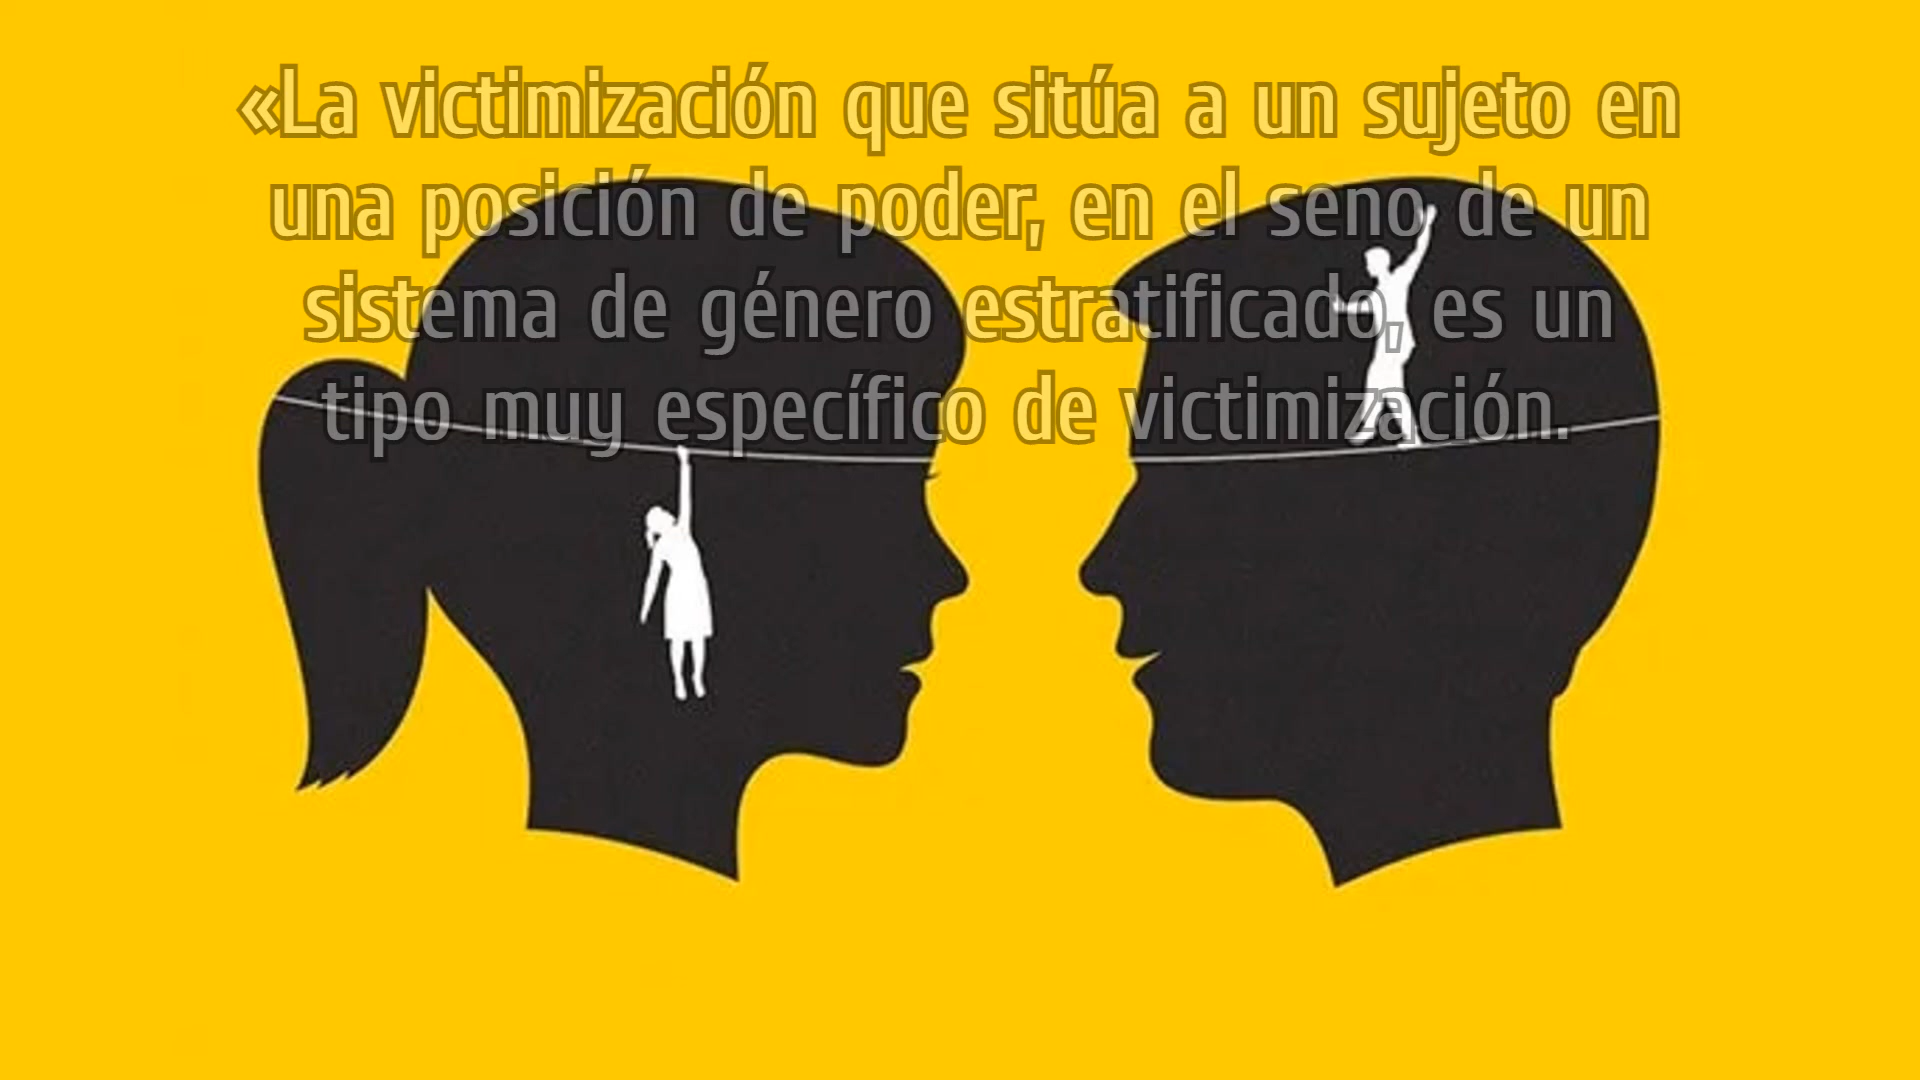 «La victimización que sitúa a un sujeto en
una posición de poder, en el seno de un
sistema de género estratificado, es un
tipo muy específico de victimización.